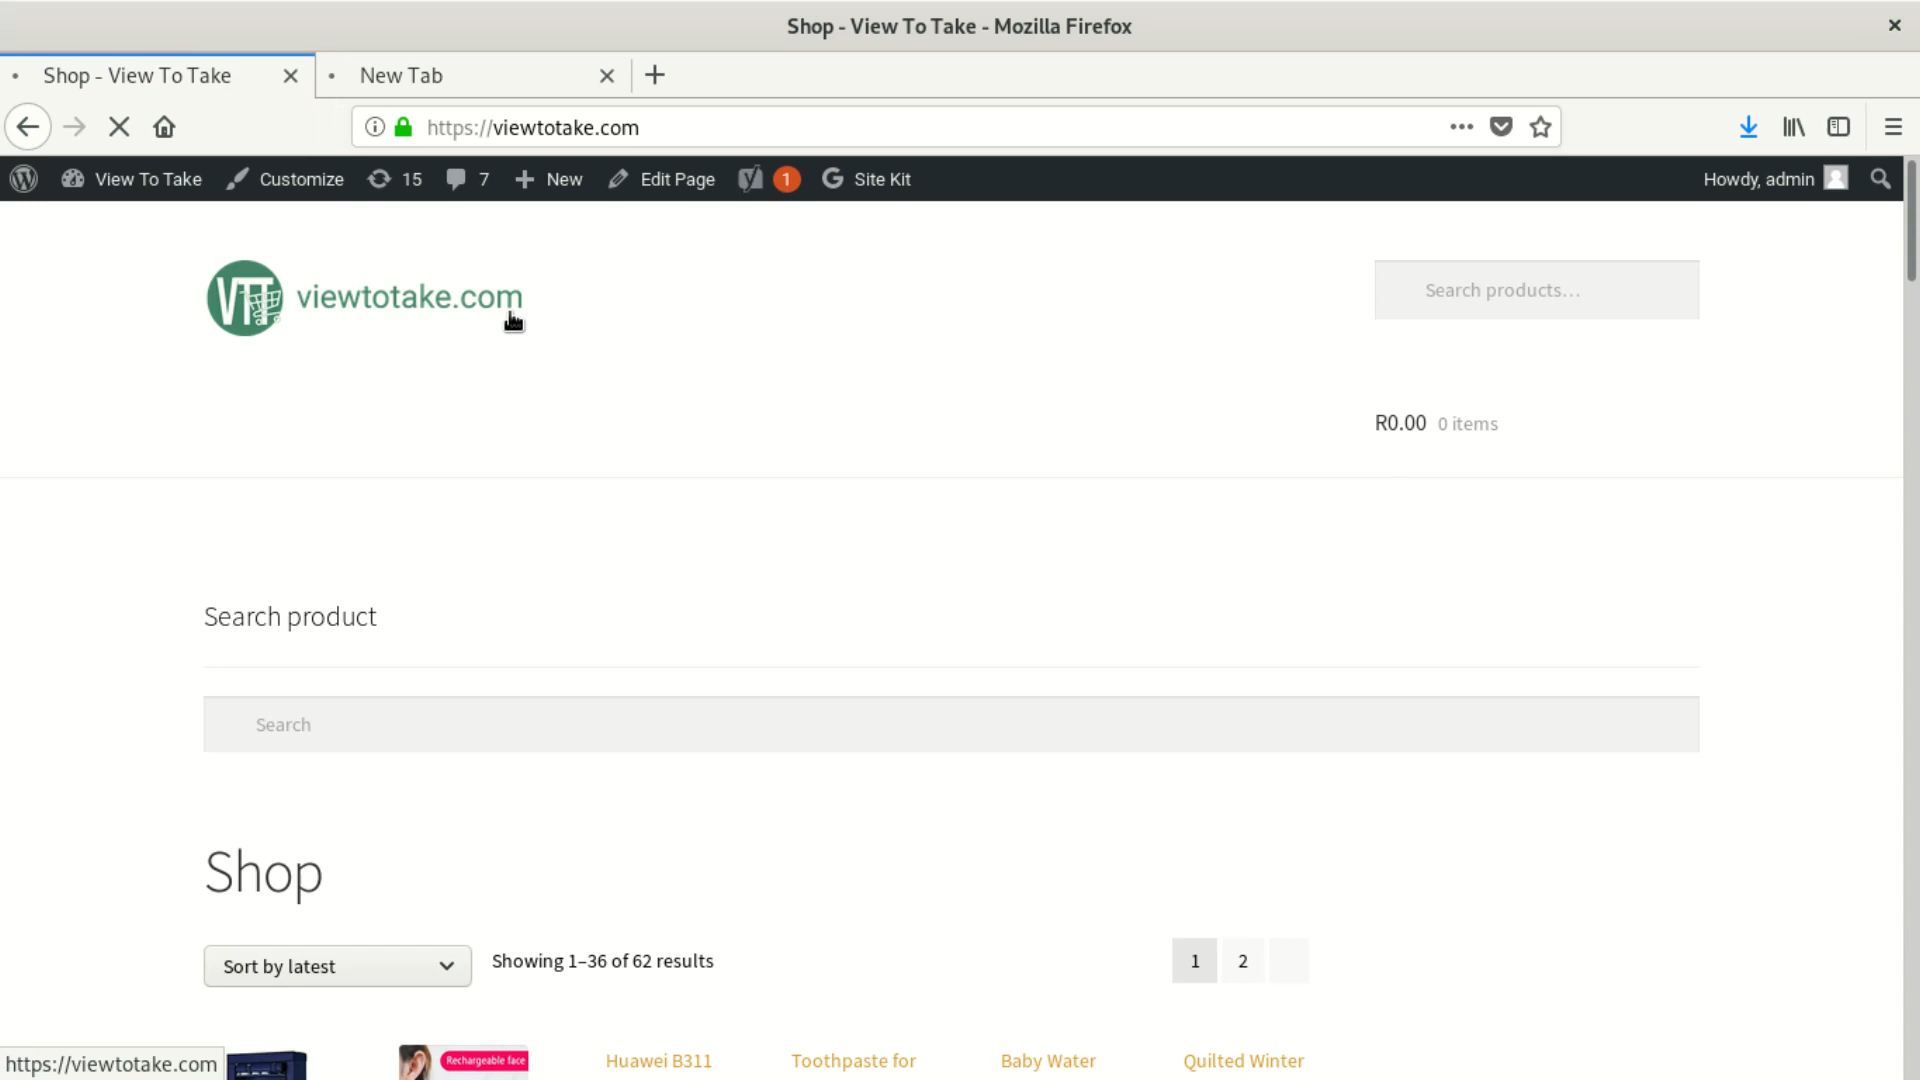 Shop - View To Take - Mozilla Firefox
Shop - View To Take
New Tab
https://viewtotake.com
View To Take
Customize
15
7
New
Edit Page
1
Site Kit
Howdy, admin
VTT viewtotake.com
Search products…
R0.00 0 items
Search product
Search
Shop
Sort by latest
Showing 1–36 of 62 results
1 2
Rechargeable face
Huawei B311
Toothpaste for
Baby Water
Quilted Winter
https://viewtotake.com